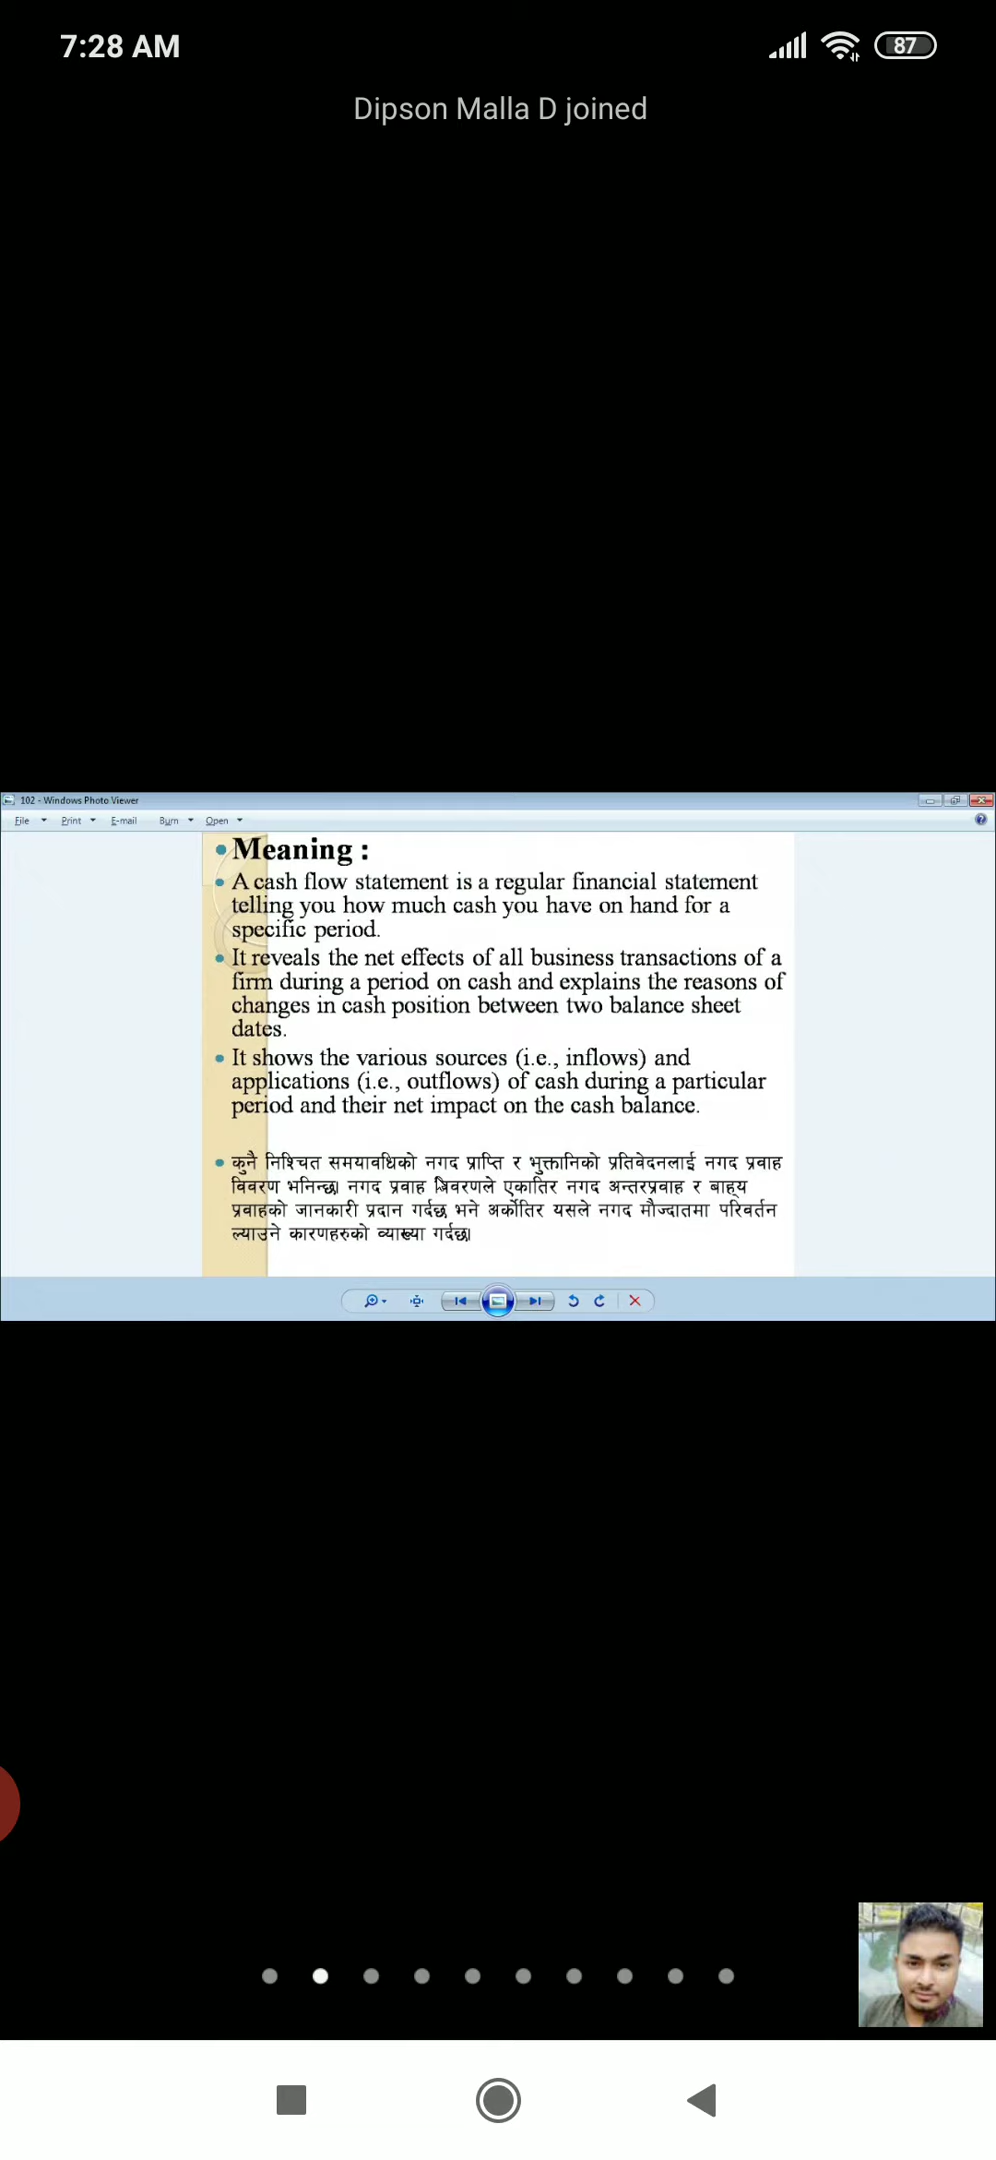 7:28 AM
87
Dipson Malla D joined
102 - Windows Photo Viewer
File Print E-mail Burn Open
Meaning :
A cash flow statement is a regular financial statement
telling you how much cash you have on hand for a
specific period.
It reveals the net effects of all business transactions of a
firm during a period on cash and explains the reasons of
changes in cash position between two balance sheet
dates.
It shows the various sources (i.e., inflows) and
applications (i.e., outflows) of cash during a particular
period and their net impact on the cash balance.
कुनै निश्चित समयावधिको नगद प्राप्ति र भुक्तानिको प्रतिवेदनलाई नगद प्रवाह
विवरण भनिन्छ। नगद प्रवाह विवरणले एकातिर नगद अन्तरप्रवाह र बाह्य
प्रवाहको जानकारी प्रदान गर्दछ भने अर्कोतिर यसले नगद मौज्दातमा परिवर्तन
ल्याउने कारणहरुको व्याख्या गर्दछ।